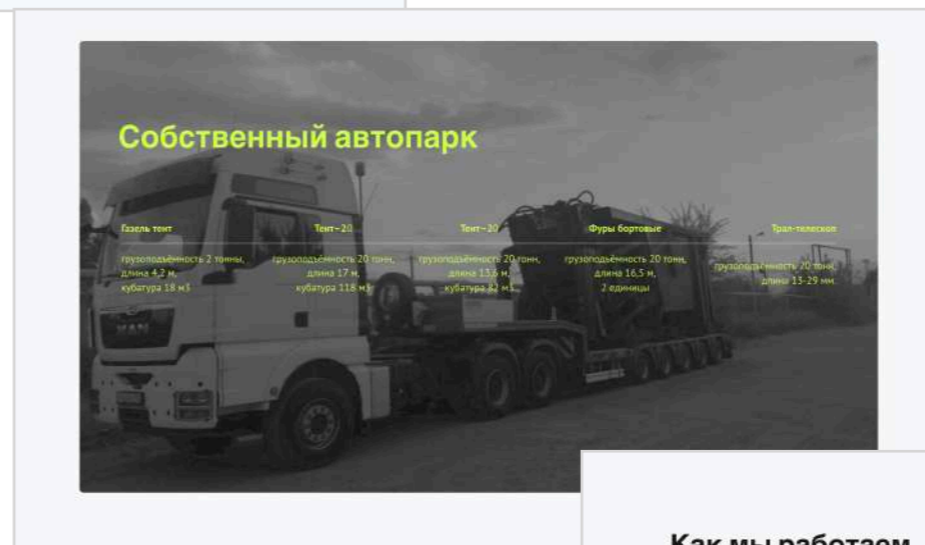 Собственный автопарк
Газель тент
грузоподъёмность 2 тонны,
длина 4,2 м,
кубатура 18 м3
Тент–20
грузоподъёмность 20 тонн,
длина 17 м,
кубатура 118 м3
Тент–20
грузоподъёмность 20 тонн,
длина 13,6 м,
кубатура 82 м3
Фуры бортовые
грузоподъёмность 20 тонн,
длина 16,5 м,
2 единицы
Трал-телескоп
грузоподъёмность 20 тонн,
длина 13-29 мм.
MAN
Как мы работаем